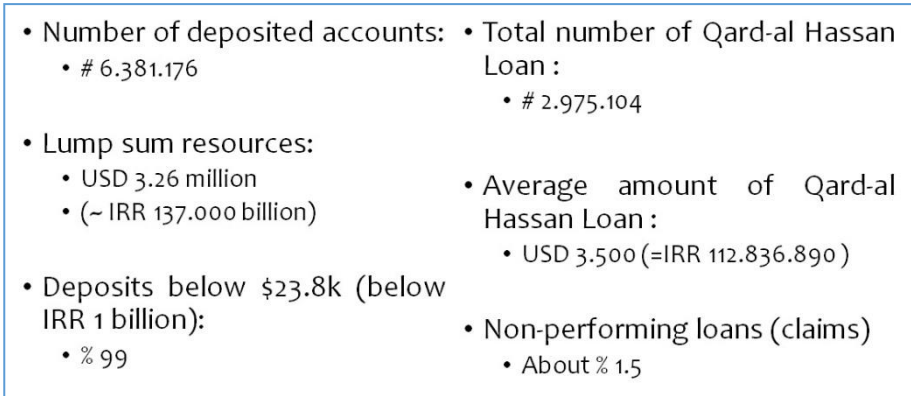 • Number of deposited accounts:
• # 6.381.176
• Lump sum resources:
• USD 3.26 million
• (~ IRR 137.000 billion)
• Deposits below $23.8k (below
IRR 1 billion):
• % 99
• Total number of Qard-al Hassan
Loan :
• # 2.975.104
• Average amount of Qard-al
Hassan Loan :
• USD 3.500 (=IRR 112.836.890 )
• Non-performing loans (claims)
• About % 1.5